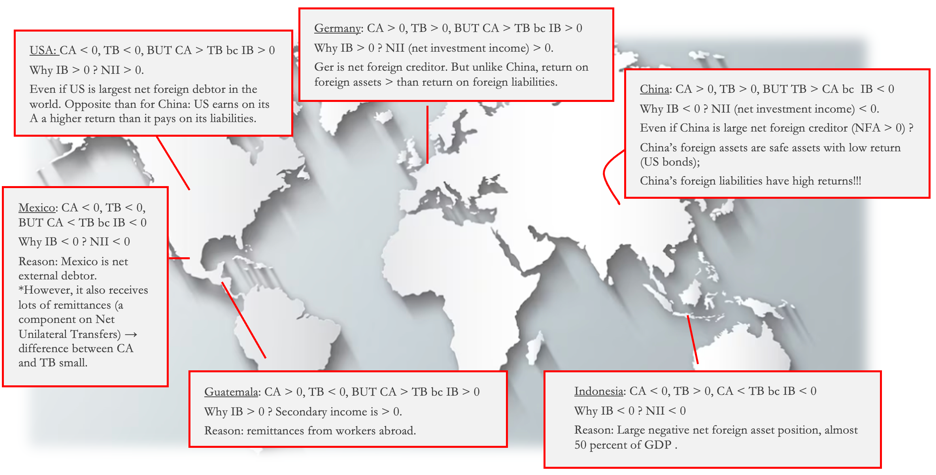 USA: CA < 0, TB < 0, BUT CA > TB bc IB > 0
Why IB > 0 ? NII > 0.
Even if US is largest net foreign debtor in the
world. Opposite than for China: US earns on its
A a higher return than it pays on its liabilities.
Germany: CA > 0, TB > 0, BUT CA > TB bc IB > 0
Why IB > 0 ? NII (net investment income) > 0.
Ger is net foreign creditor. But unlike China, return on
foreign assets > than return on foreign liabilities.
China: CA > 0, TB > 0, BUT TB > CA bc IB < 0
Why IB < 0 ? NII (net investment income) < 0.
Even if China is large net foreign creditor (NFA > 0) ?
China's foreign assets are safe assets with low return
(US bonds);
China's foreign liabilities have high returns!!!
Mexico: CA < 0, TB < 0,
BUT CA < TB bc IB < 0
Why IB < 0 ? NII < 0
Reason: Mexico is net
external debtor.
*However, it also receives
lots of remittances (a
component on Net
Unilateral Transfers) →
difference between CA
and TB small.
Guatemala: CA > 0, TB < 0, BUT CA > TB bc IB > 0
Why IB > 0 ? Secondary income is > 0.
Reason: remittances from workers abroad.
Indonesia: CA < 0, TB > 0, CA < TB bc IB < 0
Why IB < 0 ? NII < 0
Reason: Large negative net foreign asset position, almost
50 percent of GDP .